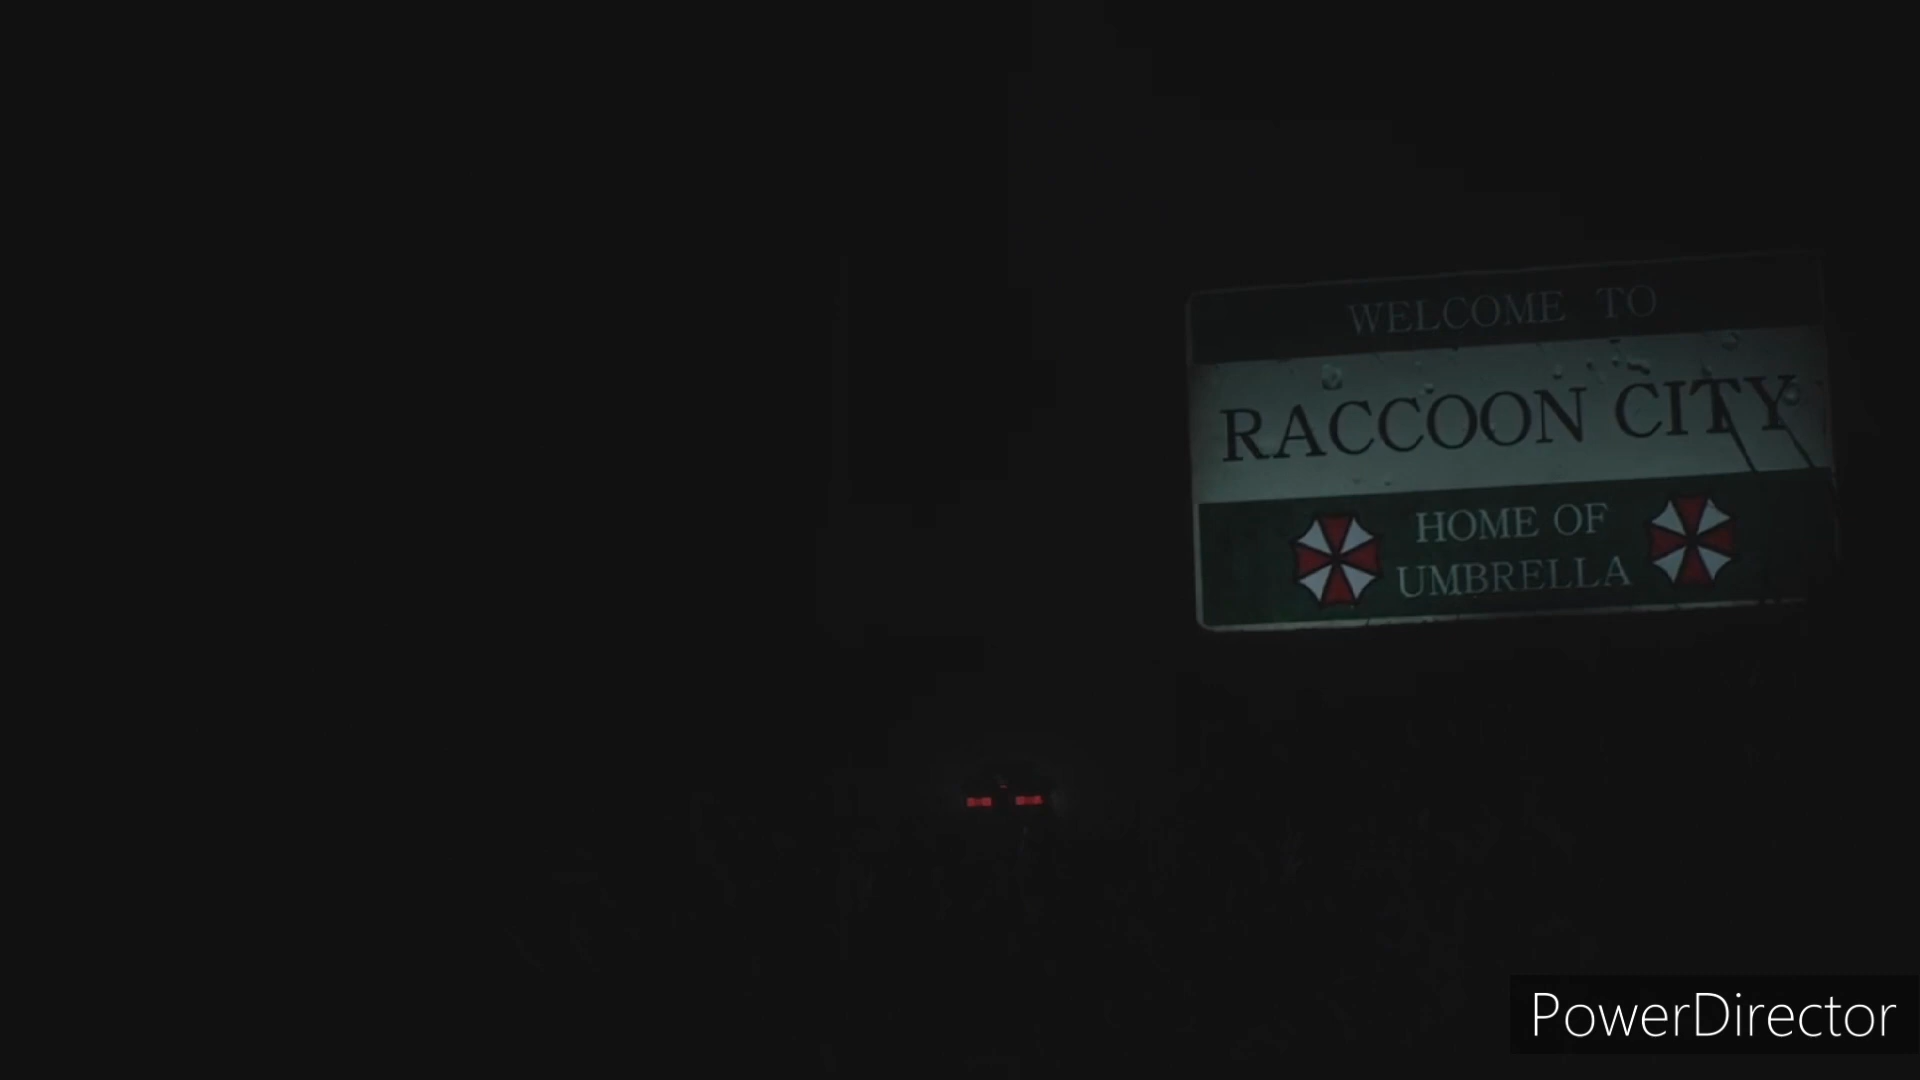 WELCOME TO
RACCOON CITY
HOME OF
UMBRELLA
PowerDirector